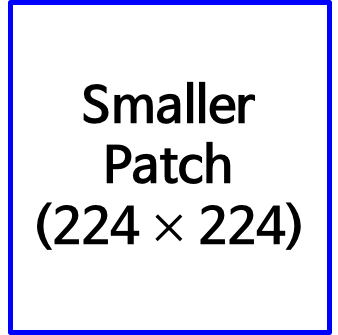 Smaller
Patch
(224 × 224)